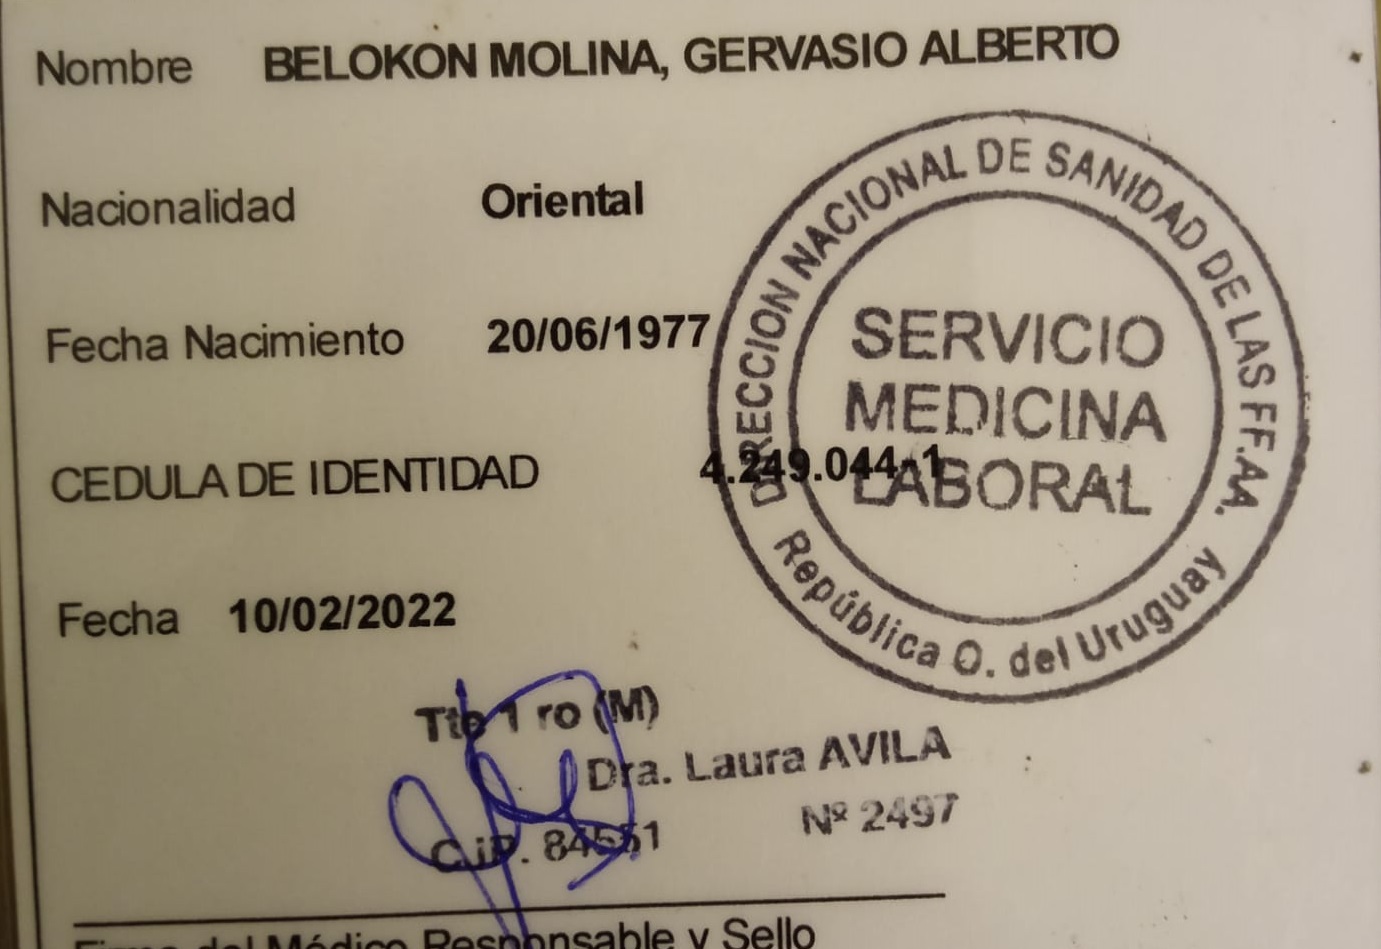 Nombre BELOKON MOLINA, GERVASIO ALBERTO
Nacionalidad Oriental
Fecha Nacimiento 20/06/1977
CEDULA DE IDENTIDAD 4.249.044-1
Fecha 10/02/2022
DIRECCION NACIONAL DE SANIDAD DE LAS FF.AA.
SERVICIO
MEDICINA
LABORAL
República O. del Uruguay
Tte 1 ro (M)
Dra. Laura AVILA
Nº 2497
C.J.P. 84551
Firma del Médico Responsable y Sello